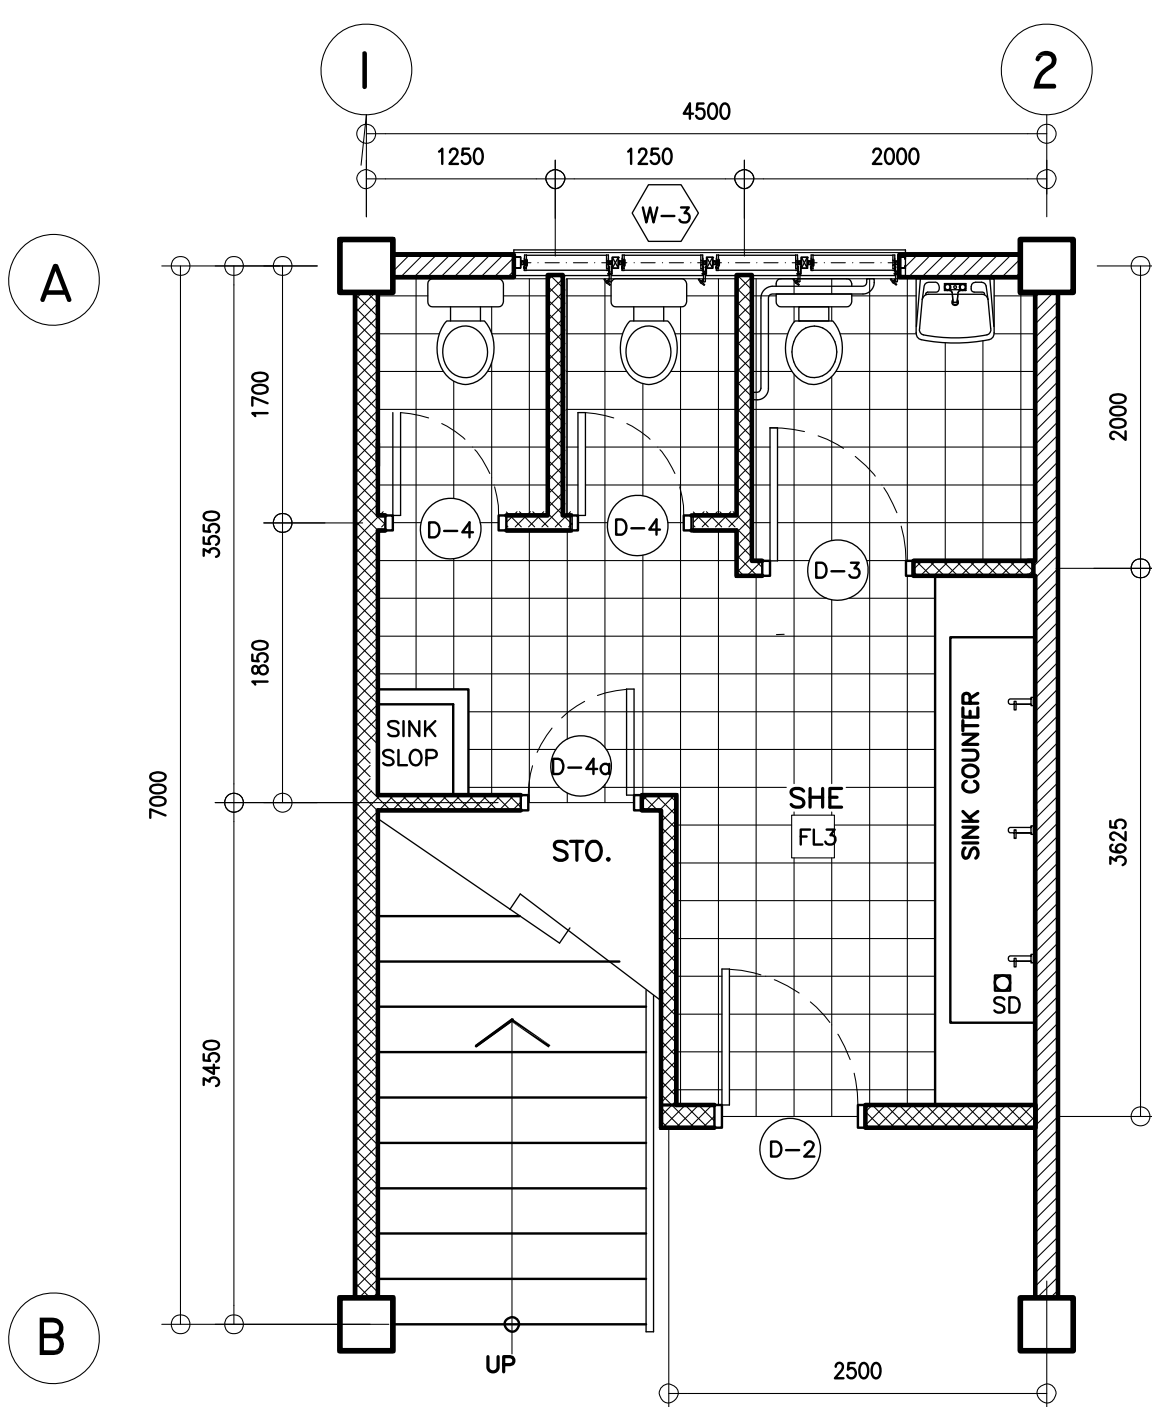 1
2
4500
1250
1250
2000
W-3
A
1700
2000
3550
D-4
D-4
D-3
1850
SINK
SLOP
D-4a
SINK COUNTER
7000
SHE
FL3
STO.
3625
SD
3450
D-2
B
UP
2500